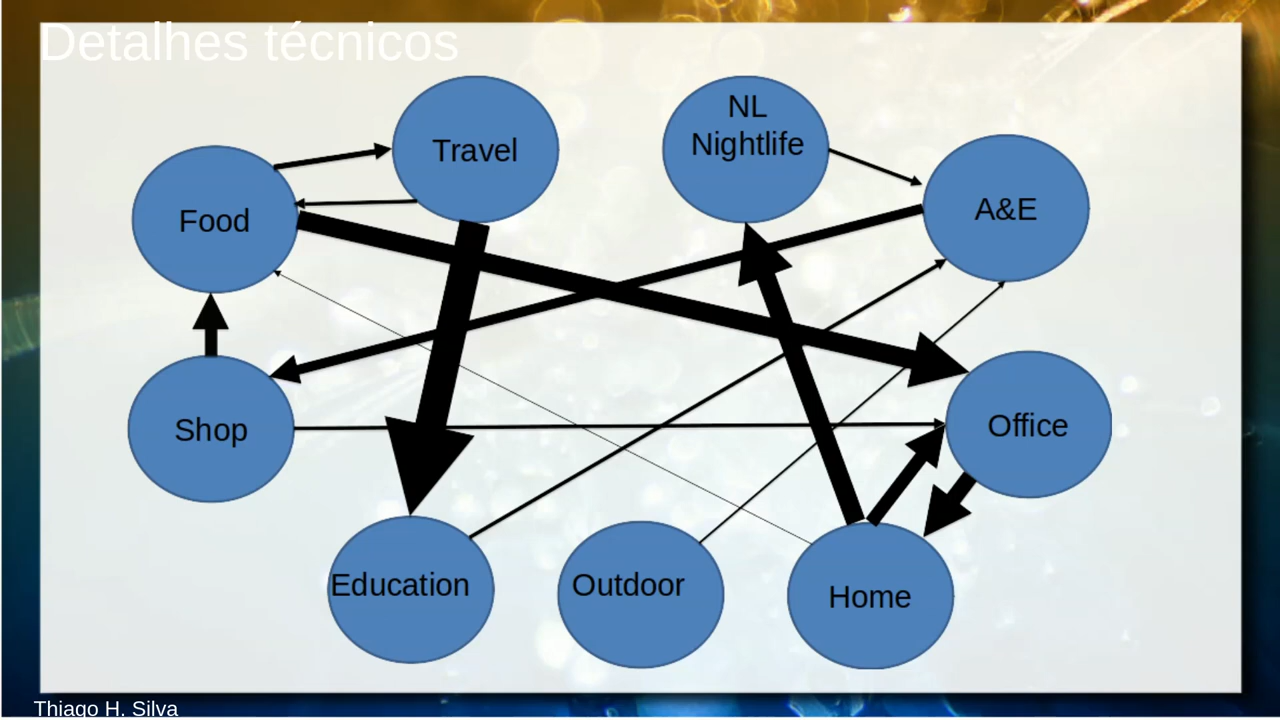 Detalhes técnicos
NL
Nightlife
Travel
A&E
Food
Shop
Office
Education
Outdoor
Home
Thiago H. Silva